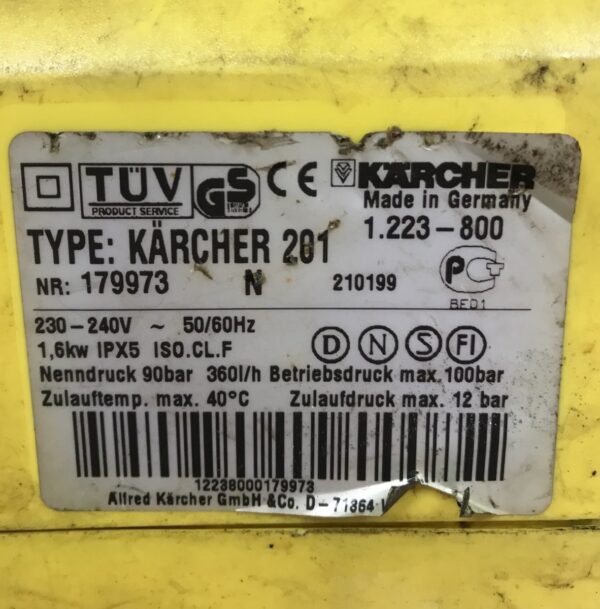 TÜV
PRODUCT SERVICE
GS
CE
KÄRCHER
Made in Germany
TYPE: KÄRCHER 201
1.223-800
NR: 179973 N 210199
PC
BED1
230-240V ~ 50/60Hz
1,6kw IPX5 ISO.CL.F
D N S FI
Nenndruck 90bar 360l/h Betriebsdruck max. 100bar
Zulauftemp. max. 40°C Zulaufdruck max. 12 bar
12238000179973
Alfred Kärcher GmbH &Co. D-71364